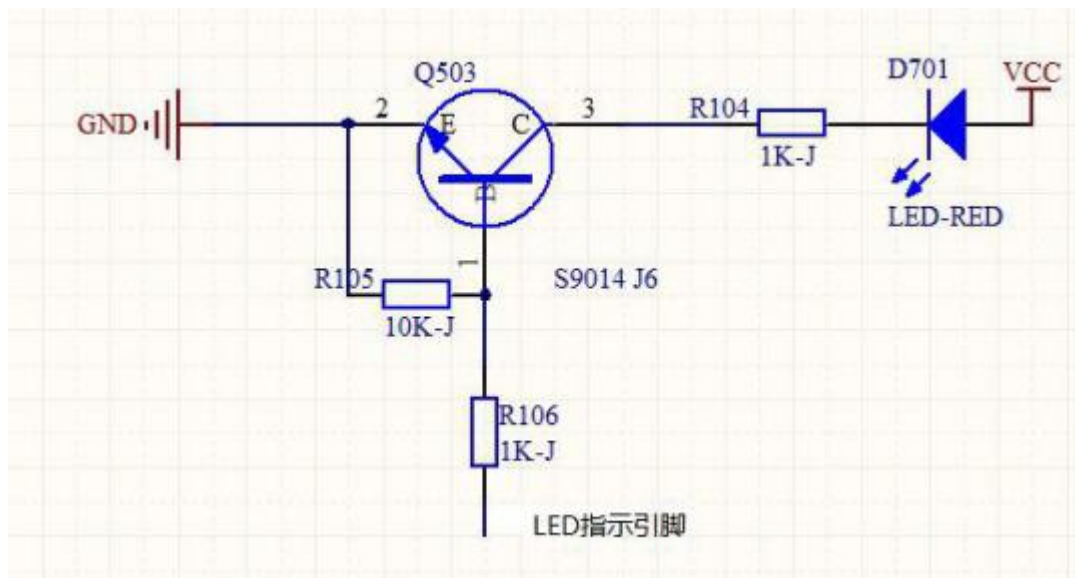 Q503
D701
VCC
GND
2
E
C
3
R104
1K-J
B
LED-RED
1
R105
S9014 J6
10K-J
R106
1K-J
LED指示引脚